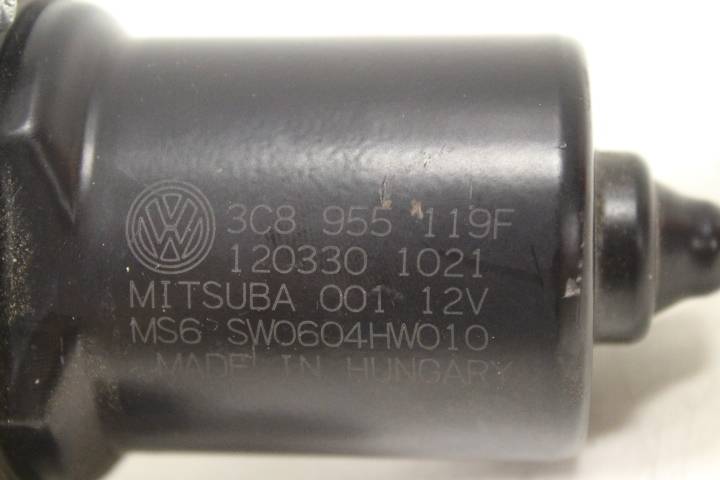 3C8 955 119F
120330 1021
MITSUBA 001 12V
MS6 SW0604HW010
MADE IN HUNGARY